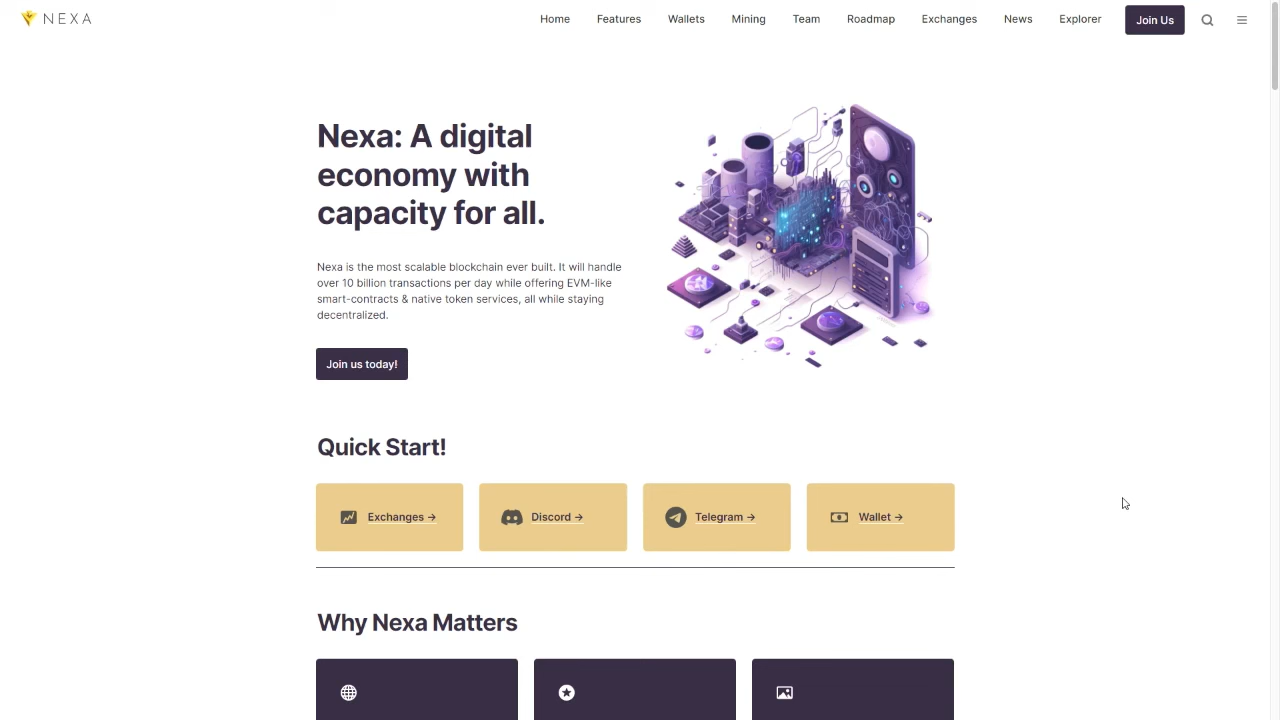 NEXA
Home Features Wallets Mining Team Roadmap Exchanges News Explorer Join Us
Nexa: A digital
economy with
capacity for all.
Nexa is the most scalable blockchain ever built. It will handle
over 10 billion transactions per day while offering EVM-like
smart-contracts & native token services, all while staying
decentralized.
Join us today!
Quick Start!
Exchanges →
Discord →
Telegram →
Wallet →
Why Nexa Matters